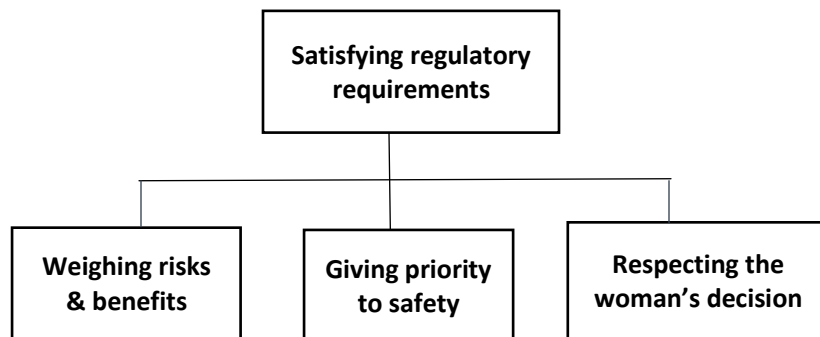 Satisfying regulatory
requirements
Weighing risks
& benefits
Giving priority
to safety
Respecting the
woman’s decision